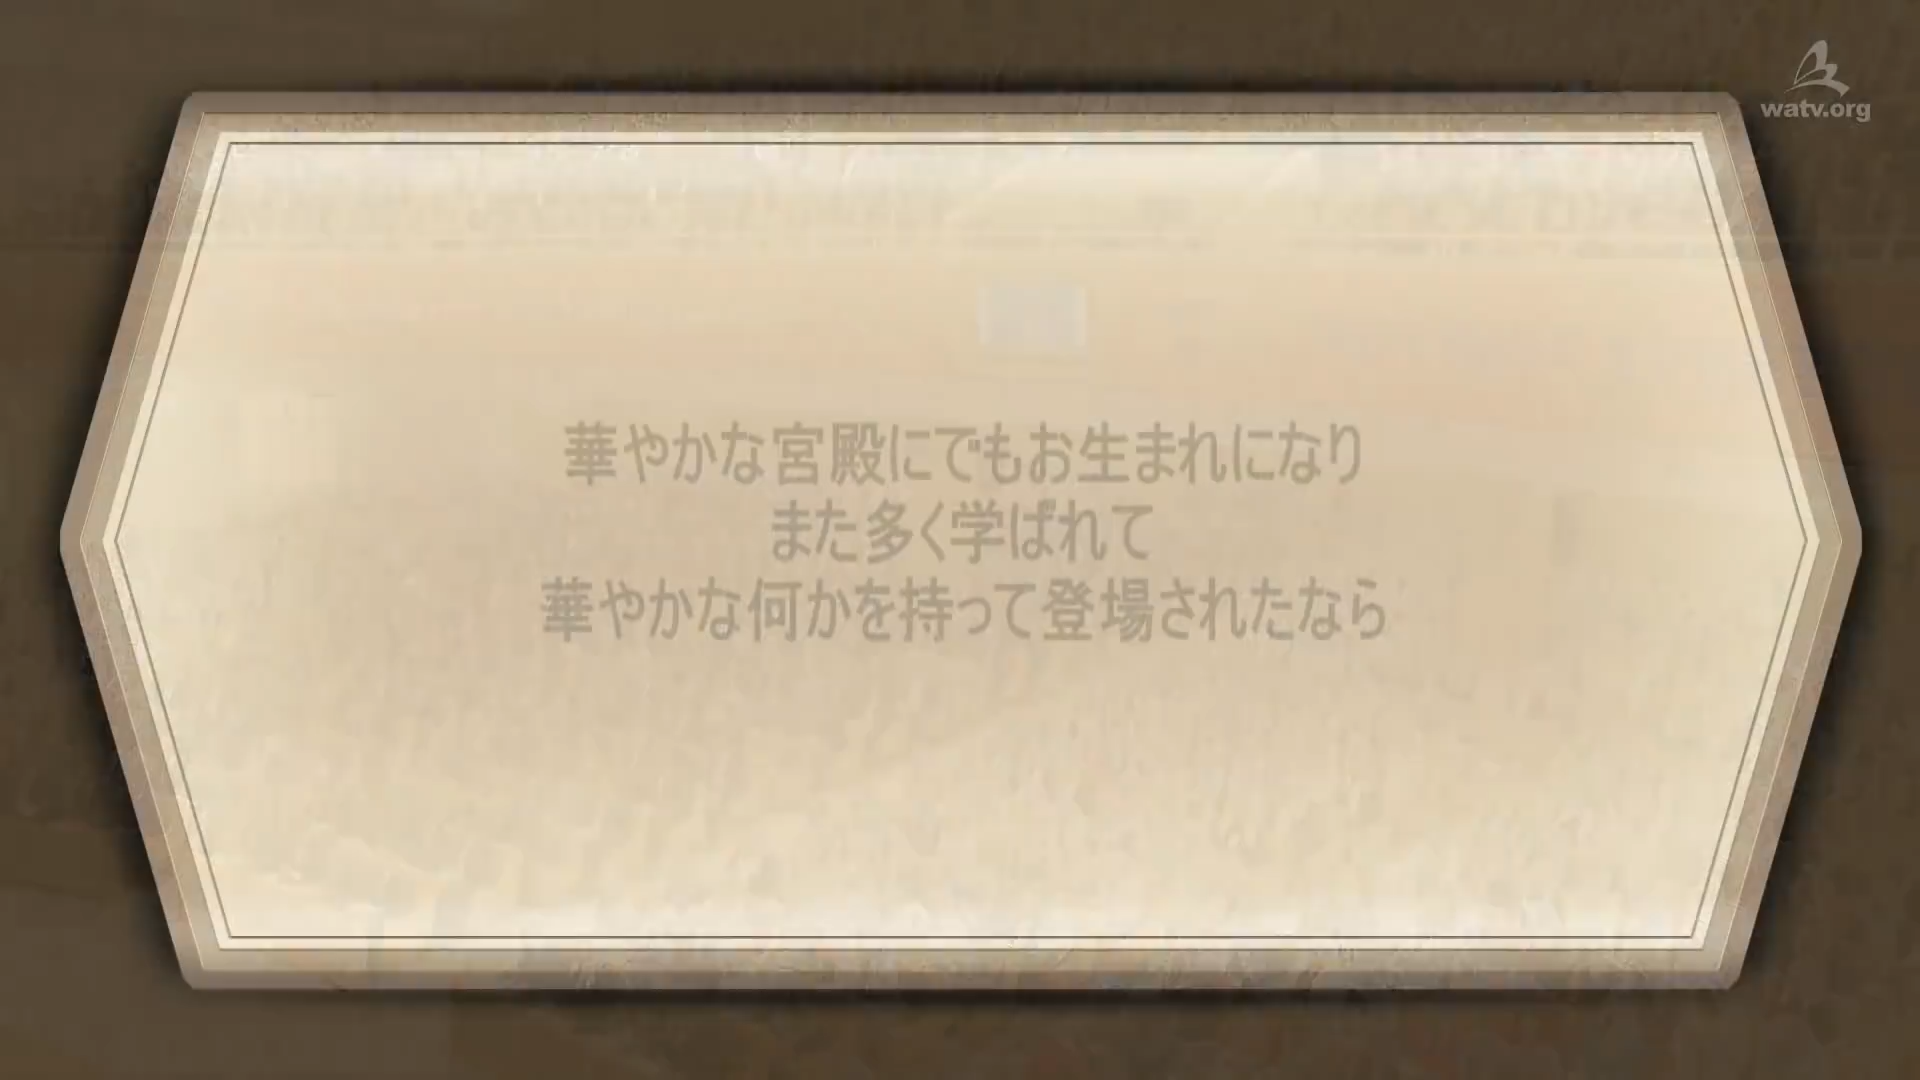 watv.org
華やかな宮殿にでもお生まれになり
また多く学ばれて
華やかな何かを持って登場されたなら